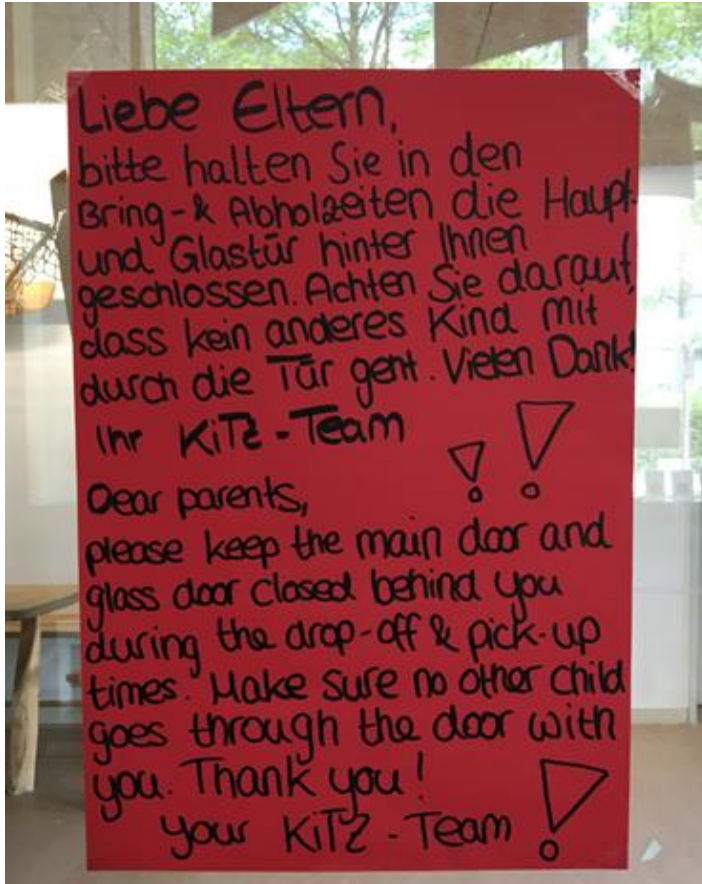 Liebe Eltern,
bitte halten Sie in den
Bring-& Abholzeiten die Haupt-
und Glastür hinter Ihnen
geschlossen. Achten Sie darauf,
dass kein anderes Kind mit
durch die Tür geht. Vielen Dank!
Ihr KiTZ-Team !!
Dear parents,
please keep the main door and
glass door closed behind you
during the drop-off & pick-up
times. Make sure no other child
goes through the door with
you. Thank you!
your KiTZ-Team !